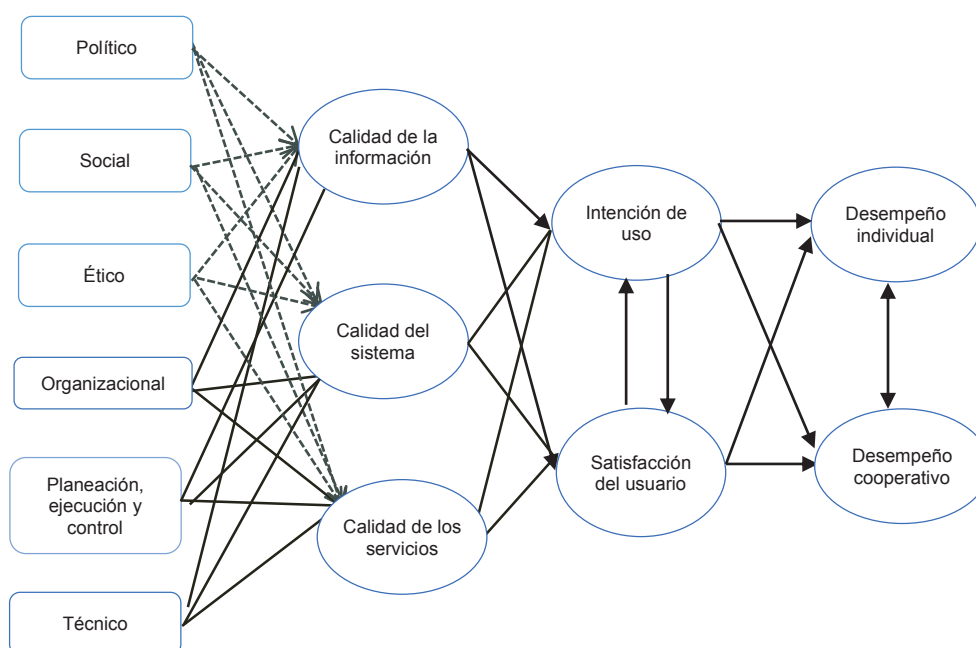 Político
Social
Ético
Organizacional
Planeación,
ejecución y
control
Técnico
Calidad de la
información
Calidad del
sistema
Calidad de los
servicios
Intención de
uso
Satisfacción
del usuario
Desempeño
individual
Desempeño
cooperativo